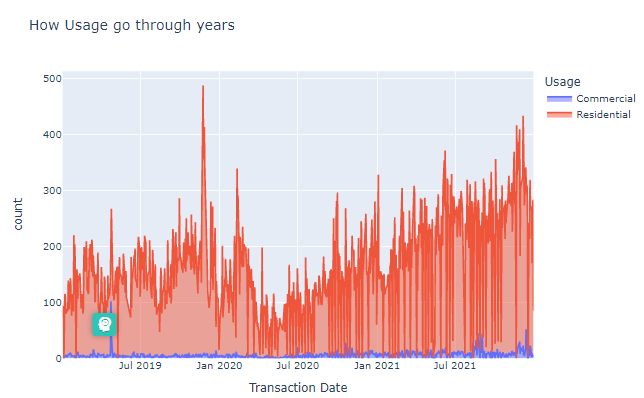 How Usage go through years
Usage
Commercial
Residential
500
400
300
200
100
0
count
Jul 2019
Jan 2020
Jul 2020
Jan 2021
Jul 2021
Transaction Date